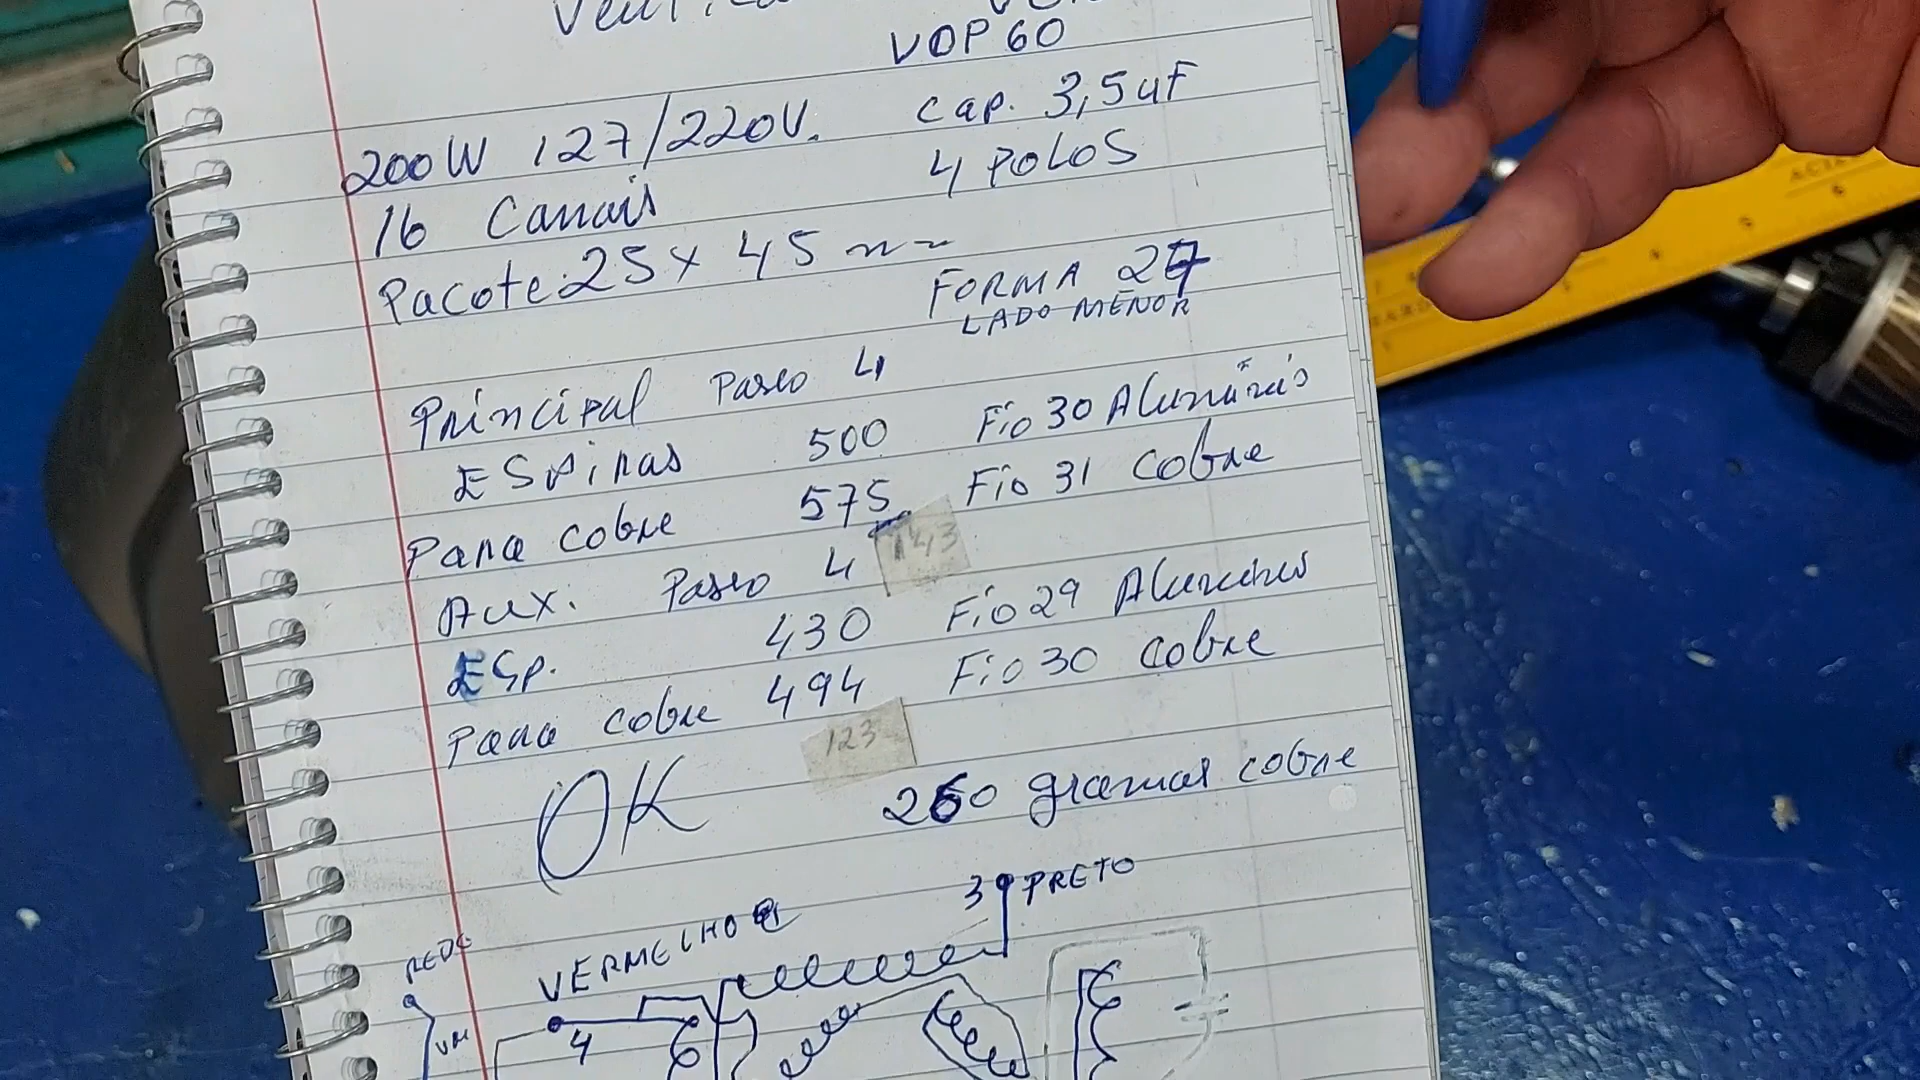 VOP 60
200W 127/220V. cap. 3,5uF
16 Canais 4 POLOS
Pacote: 25 x 45 mm
FORMA 27
LADO MENOR
Principal Passo 4
ESPiras 500 Fio 30 Aluminio
Para cobre 575 Fio 31 cobre
143
Aux. Passo 4
ESP. 430 Fio 29 Aluminio
Para cobre 494 Fio 30 cobre
123
OK
260 gramas cobre
3 PRETO
REDE VERMELHO
4